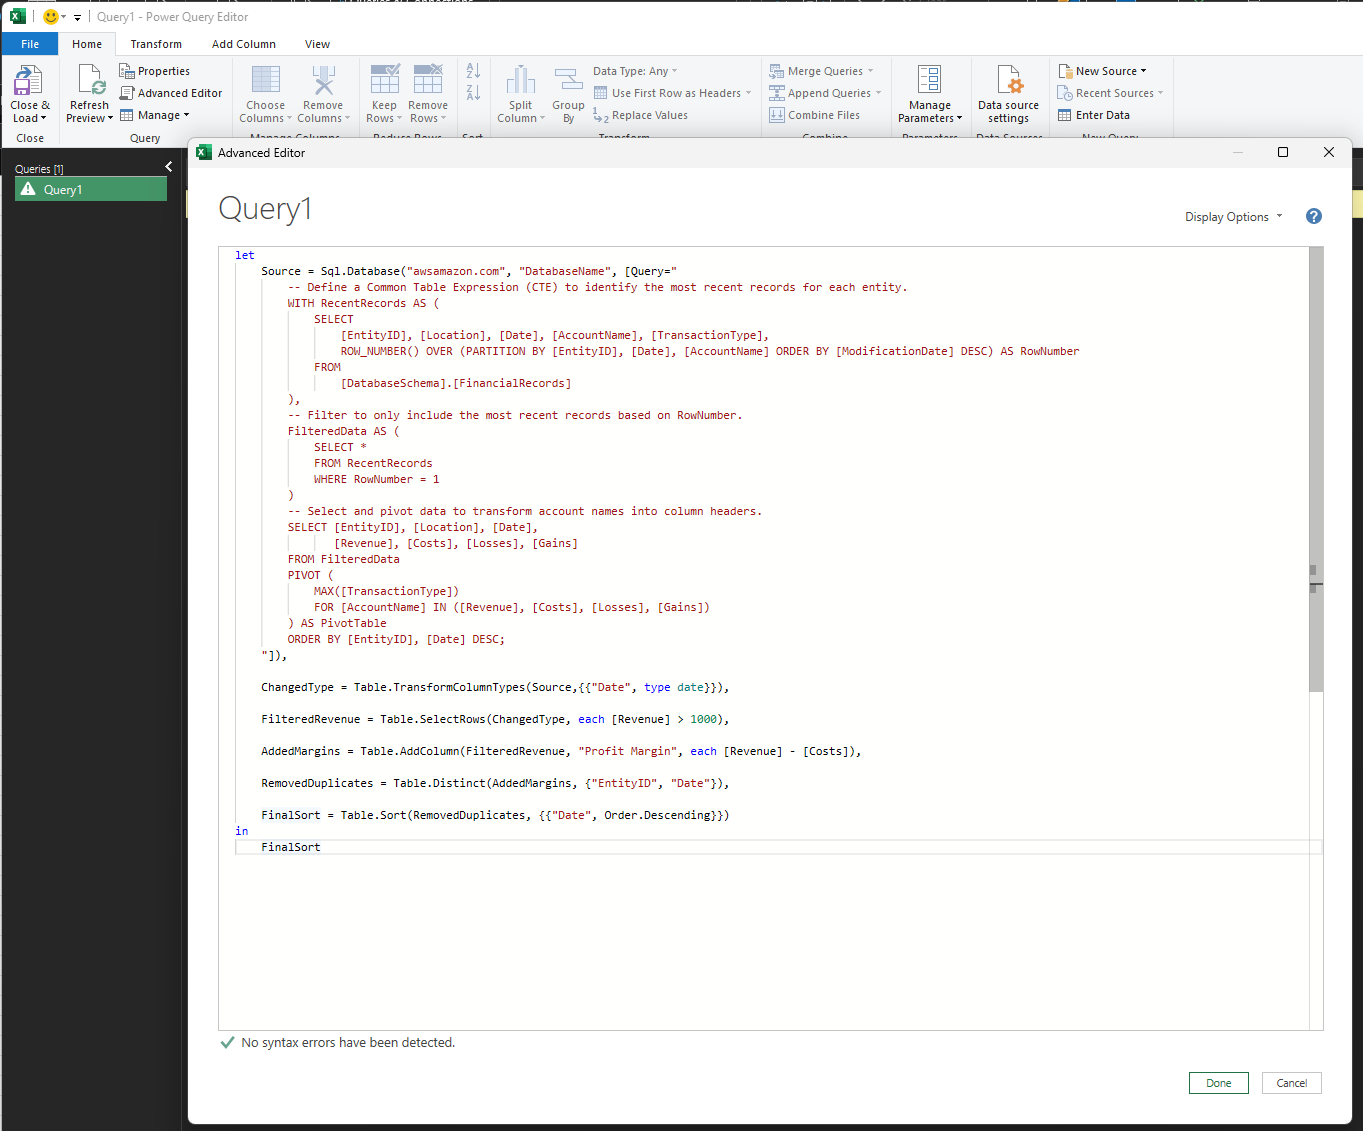 Query1 - Power Query Editor
File Home Transform Add Column View
Close & Load
Close
Refresh Preview
Properties
Advanced Editor
Manage
Query
Choose Columns
Remove Columns
Manage Columns
Keep Rows
Remove Rows
Reduce Rows
Sort
Split Column
Group By
Data Type: Any
Use First Row as Headers
Replace Values
Transform
Merge Queries
Append Queries
Combine Files
Combine
Manage Parameters
Parameters
Data source settings
Data Sources
New Source
Recent Sources
Enter Data
New Query
Queries [1]
Query1
Advanced Editor
Query1
Display Options
let
Source = Sql.Database("awsamazon.com", "DatabaseName", [Query="
-- Define a Common Table Expression (CTE) to identify the most recent records for each entity.
WITH RecentRecords AS (
SELECT
[EntityID], [Location], [Date], [AccountName], [TransactionType],
ROW_NUMBER() OVER (PARTITION BY [EntityID], [Date], [AccountName] ORDER BY [ModificationDate] DESC) AS RowNumber
FROM
[DatabaseSchema].[FinancialRecords]
),
-- Filter to only include the most recent records based on RowNumber.
FilteredData AS (
SELECT *
FROM RecentRecords
WHERE RowNumber = 1
)
-- Select and pivot data to transform account names into column headers.
SELECT [EntityID], [Location], [Date],
[Revenue], [Costs], [Losses], [Gains]
FROM FilteredData
PIVOT (
MAX([TransactionType])
FOR [AccountName] IN ([Revenue], [Costs], [Losses], [Gains])
) AS PivotTable
ORDER BY [EntityID], [Date] DESC;
"]),
ChangedType = Table.TransformColumnTypes(Source,{{"Date", type date}}),
FilteredRevenue = Table.SelectRows(ChangedType, each [Revenue] > 1000),
AddedMargins = Table.AddColumn(FilteredRevenue, "Profit Margin", each [Revenue] - [Costs]),
RemovedDuplicates = Table.Distinct(AddedMargins, {"EntityID", "Date"}),
FinalSort = Table.Sort(RemovedDuplicates, {{"Date", Order.Descending}})
in
FinalSort
No syntax errors have been detected.
Done
Cancel